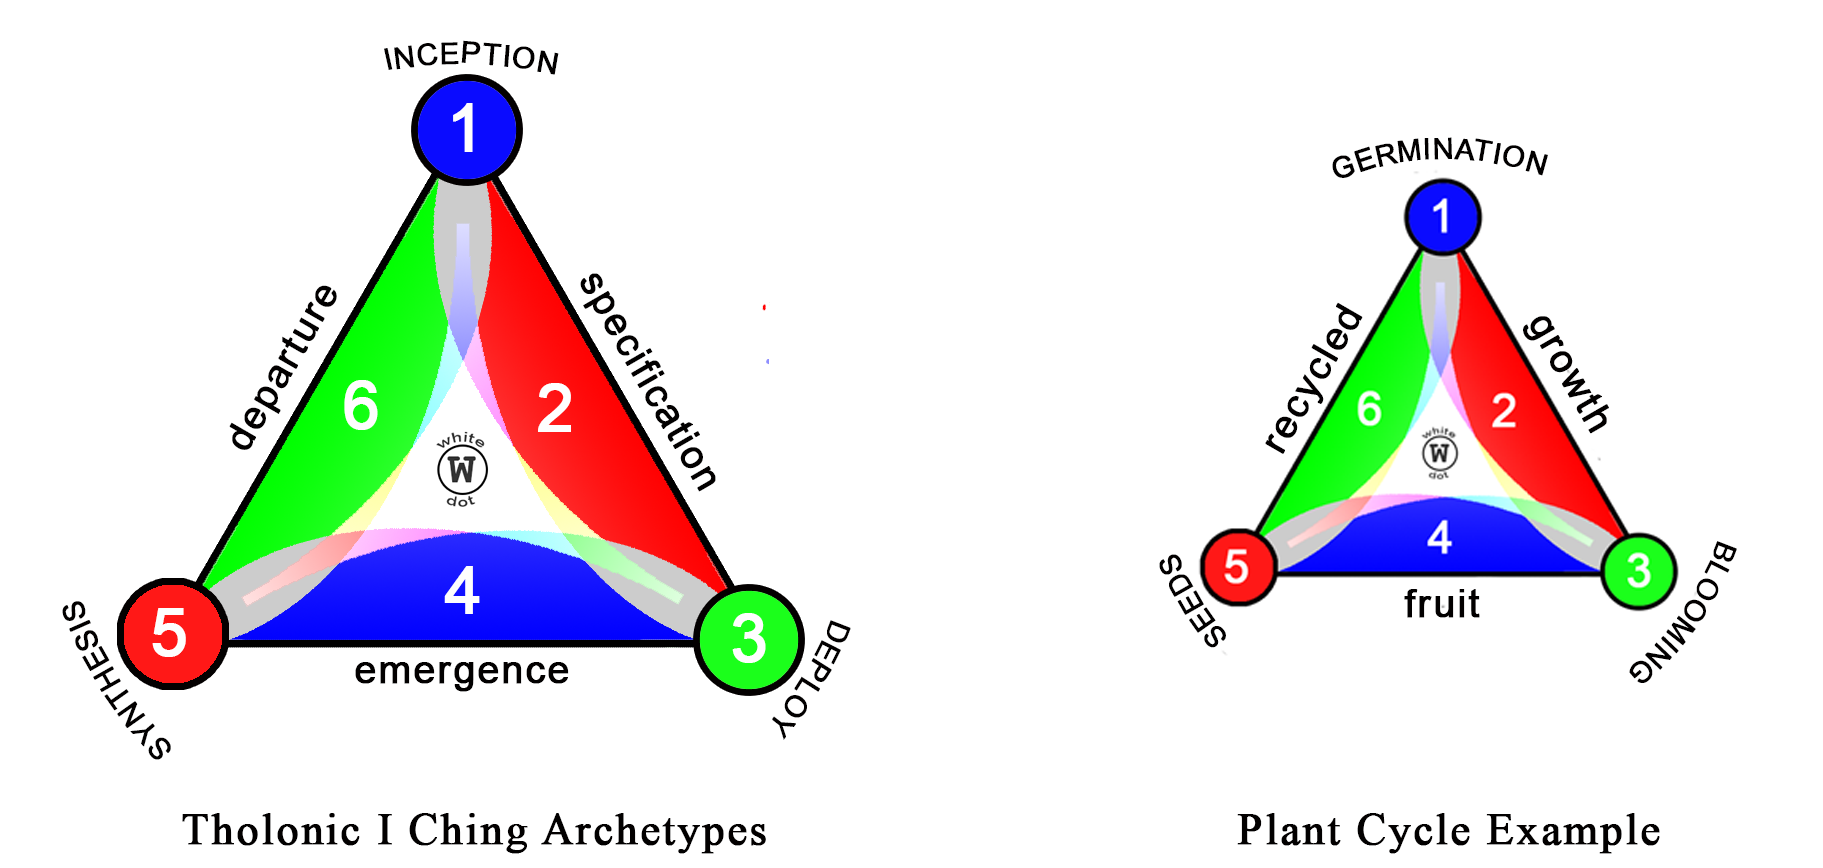 INCEPTION
1
departure
specification
6
2
white
W
dot
4
5
3
SYNTHESIS
emergence
DEPLOY
Tholonic I Ching Archetypes
GERMINATION
1
recycled
growth
6
2
white
W
dot
4
5
3
SEEDS
fruit
BLOOMING
Plant Cycle Example